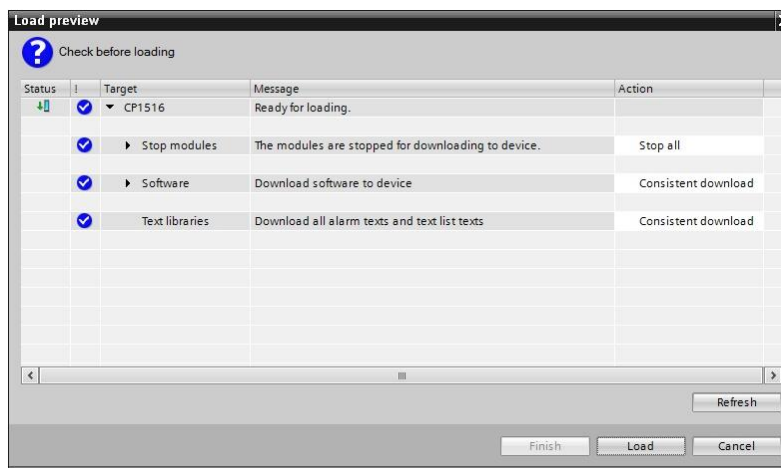 Load preview
? Check before loading
Status ! Target Message Action
CP1516 Ready for loading.
Stop modules The modules are stopped for downloading to device. Stop all
Software Download software to device Consistent download
Text libraries Download all alarm texts and text list texts Consistent download
Refresh
Finish Load Cancel